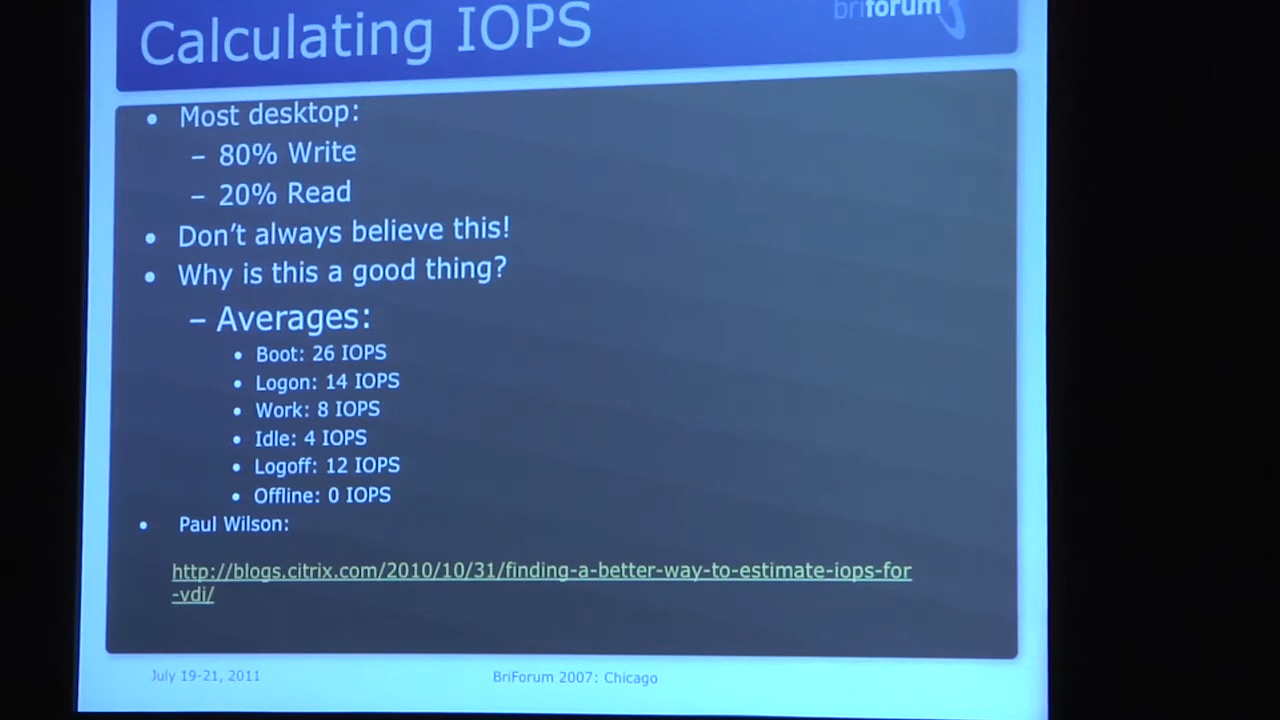 Calculating IOPS
briforum
• Most desktop:
– 80% Write
– 20% Read
• Don't always believe this!
• Why is this a good thing?
– Averages:
• Boot: 26 IOPS
• Logon: 14 IOPS
• Work: 8 IOPS
• Idle: 4 IOPS
• Logoff: 12 IOPS
• Offline: 0 IOPS
• Paul Wilson:
http://blogs.citrix.com/2010/10/31/finding-a-better-way-to-estimate-iops-for
-vdi/
July 19-21, 2011
BriForum 2007: Chicago